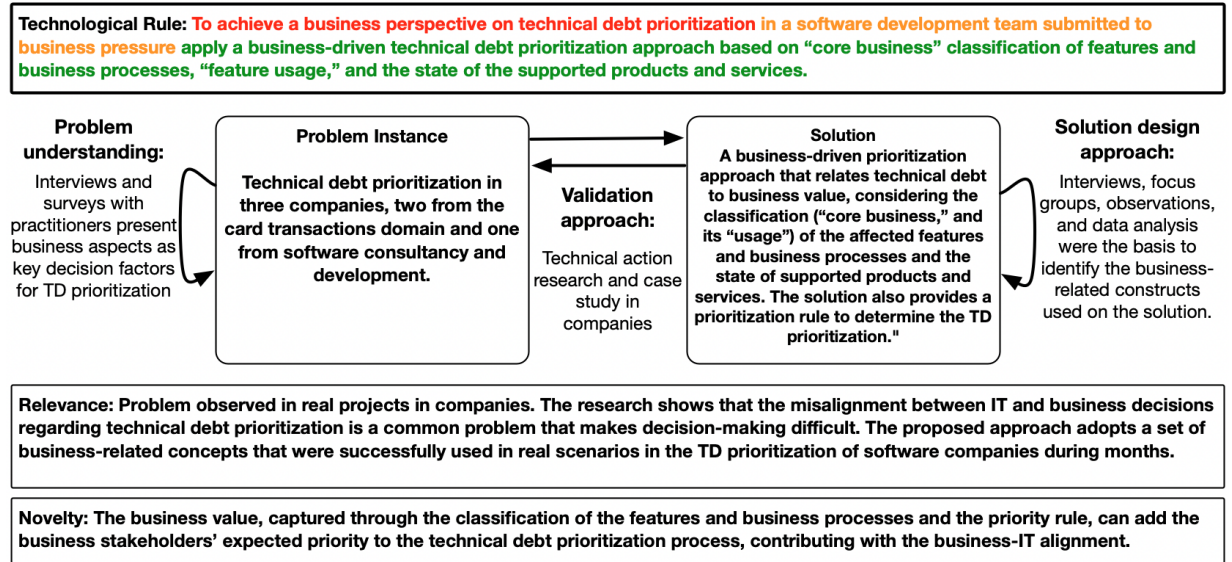 Technological Rule: To achieve a business perspective on technical debt prioritization in a software development team submitted to
business pressure apply a business-driven technical debt prioritization approach based on “core business” classification of features and
business processes, “feature usage,” and the state of the supported products and services.
Problem
understanding:
Interviews and
surveys with
practitioners present
business aspects as
key decision factors
for TD prioritization
Problem Instance
Technical debt prioritization in
three companies, two from the
card transactions domain and one
from software consultancy and
development.
Validation
approach:
Technical action
research and case
study in
companies
Solution
A business-driven prioritization
approach that relates technical debt
to business value, considering the
classification (“core business,” and
its “usage”) of the affected features
and business processes and the
state of supported products and
services. The solution also provides a
prioritization rule to determine the TD
prioritization."
Solution design
approach:
Interviews, focus
groups, observations,
and data analysis
were the basis to
identify the business-
related constructs
used on the solution.
Relevance: Problem observed in real projects in companies. The research shows that the misalignment between IT and business decisions
regarding technical debt prioritization is a common problem that makes decision-making difficult. The proposed approach adopts a set of
business-related concepts that were successfully used in real scenarios in the TD prioritization of software companies during months.
Novelty: The business value, captured through the classification of the features and business processes and the priority rule, can add the
business stakeholders’ expected priority to the technical debt prioritization process, contributing with the business-IT alignment.